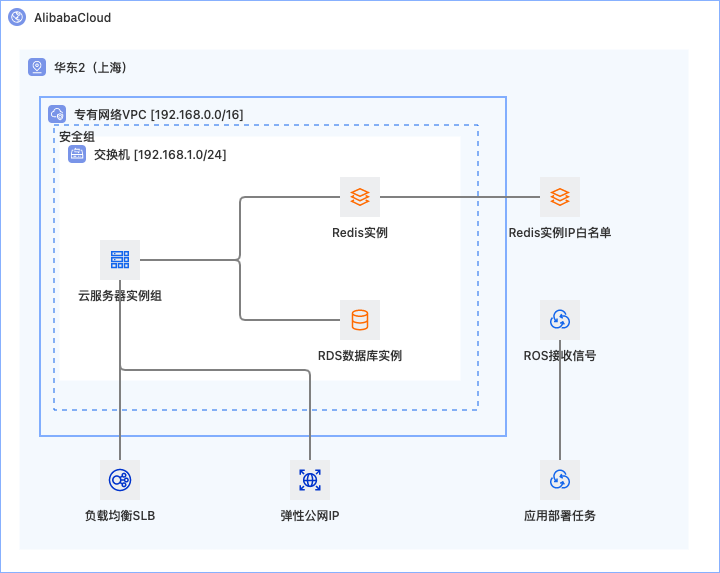 AlibabaCloud
华东2（上海）
专有网络VPC [192.168.0.0/16]
安全组
交换机 [192.168.1.0/24]
Redis实例
Redis实例IP白名单
云服务器实例组
RDS数据库实例
ROS接收信号
负载均衡SLB
弹性公网IP
应用部署任务